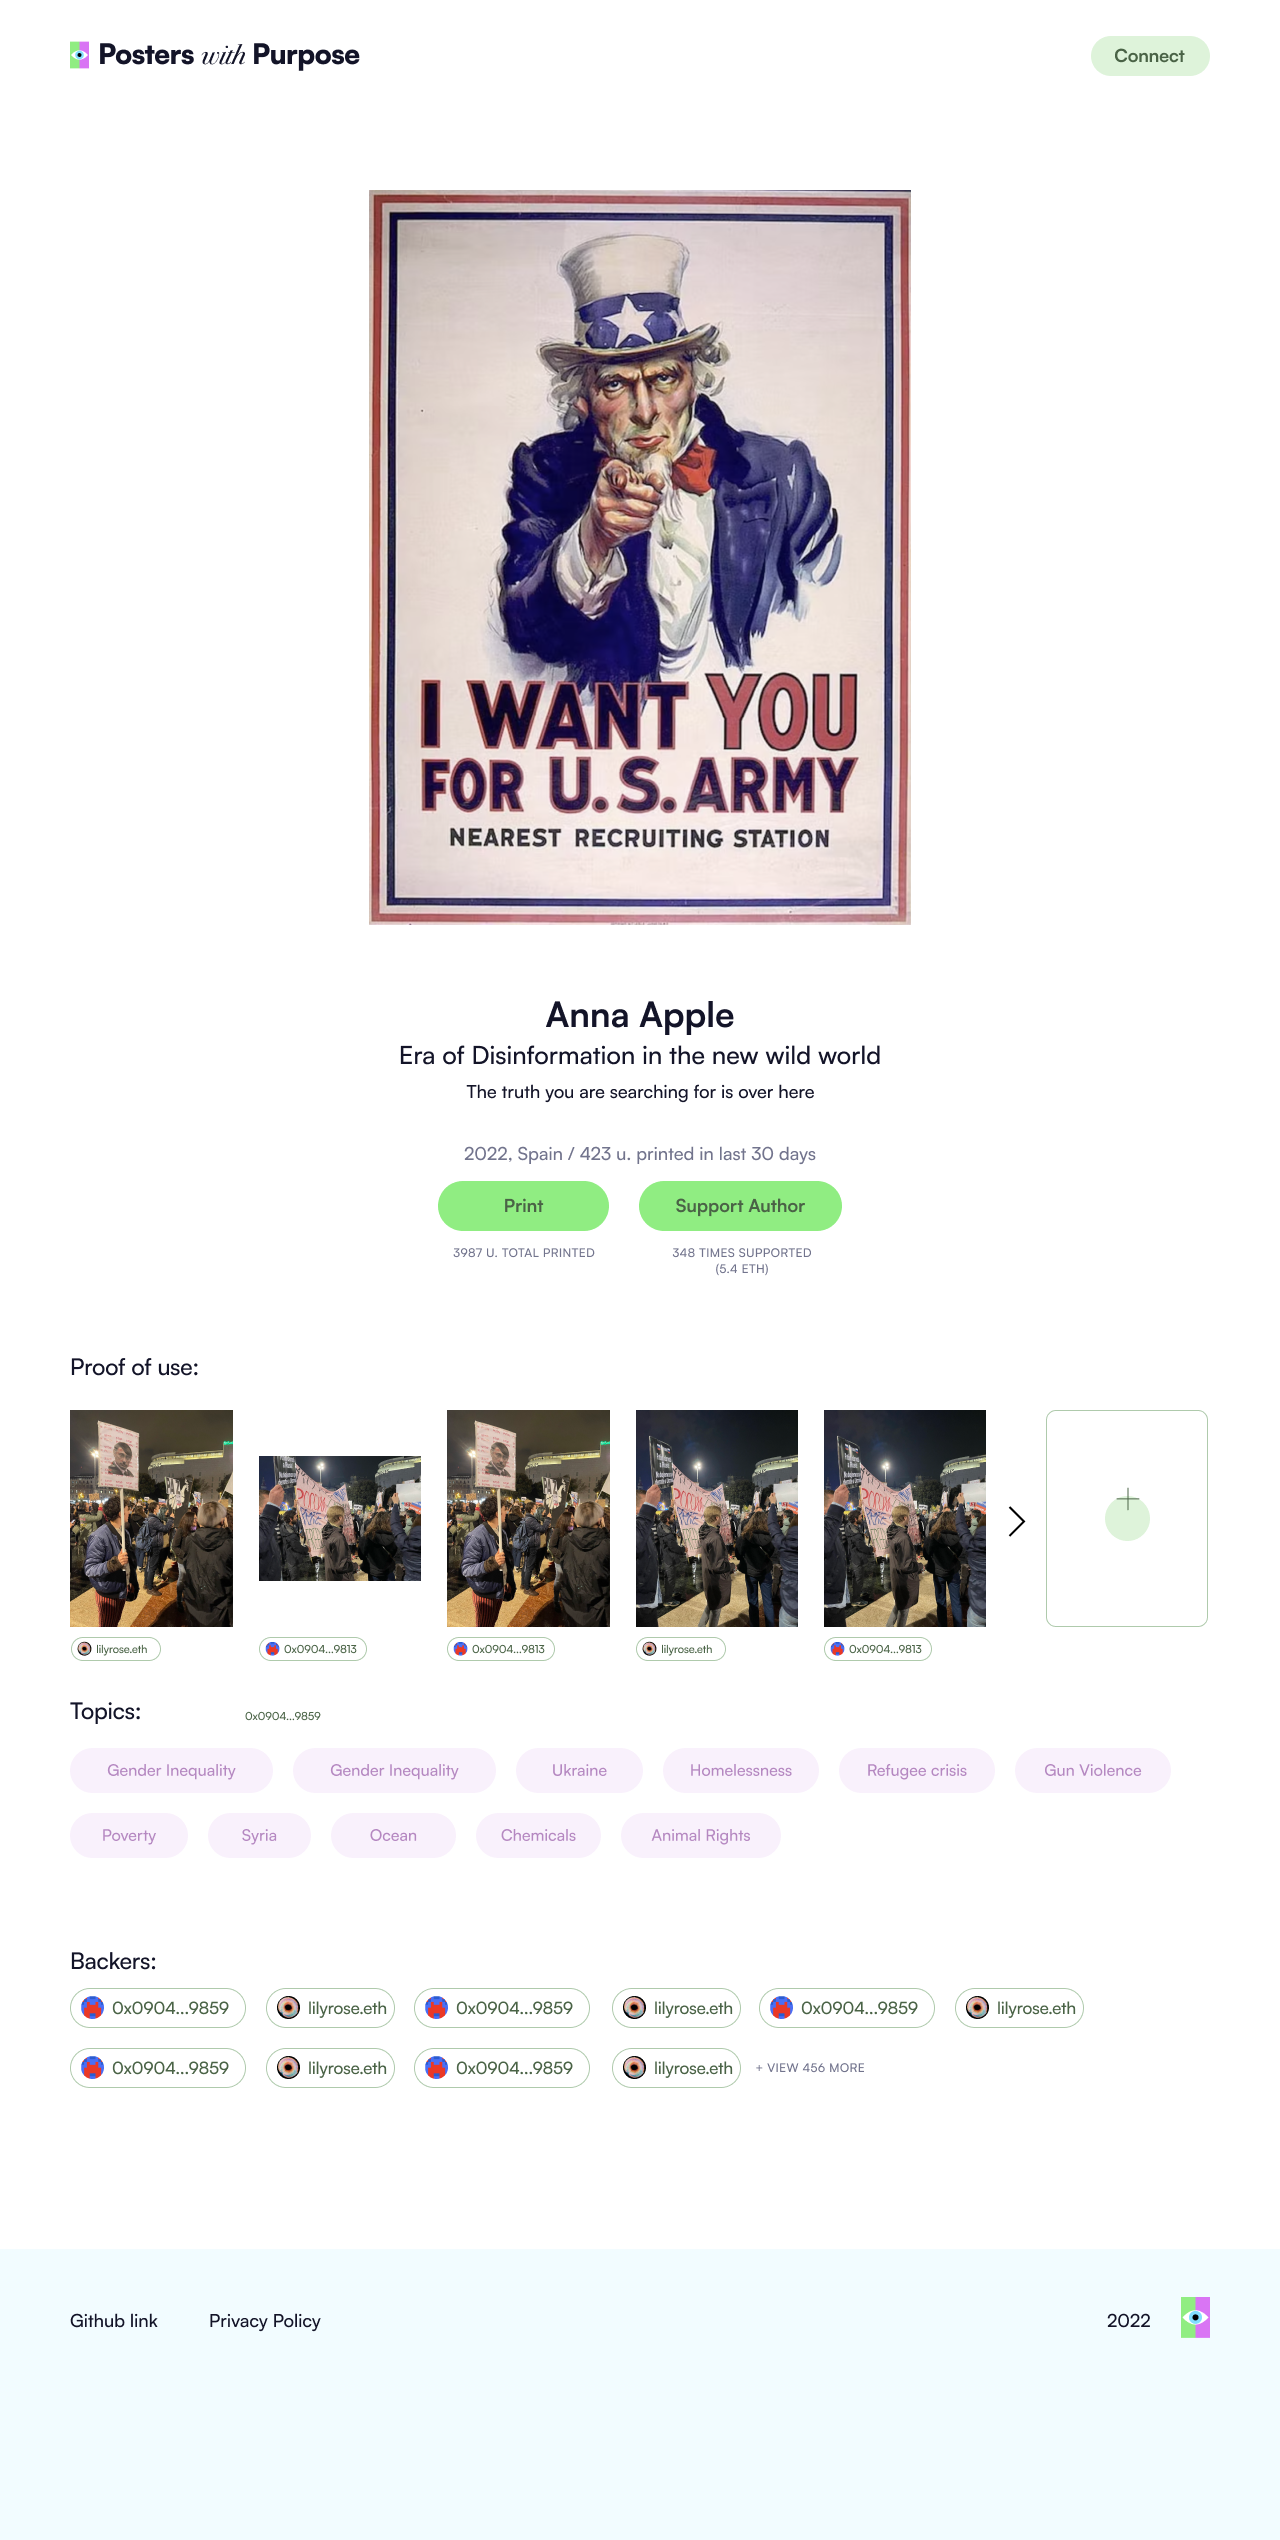 Posters with Purpose
Connect
I WANT YOU
FOR U.S. ARMY
NEAREST RECRUITING STATION
Anna Apple
Era of Disinformation in the new wild world
The truth you are searching for is over here
2022, Spain / 423 u. printed in last 30 days
Print
Support Author
3987 U. TOTAL PRINTED
348 TIMES SUPPORTED
(5.4 ETH)
Proof of use:
lilyrose.eth
0x0904...9813
0x0904...9813
lilyrose.eth
0x0904...9813
Topics:
0x0904...9859
Gender Inequality
Gender Inequality
Ukraine
Homelessness
Refugee crisis
Gun Violence
Poverty
Syria
Ocean
Chemicals
Animal Rights
Backers:
0x0904...9859
lilyrose.eth
0x0904...9859
lilyrose.eth
0x0904...9859
lilyrose.eth
0x0904...9859
lilyrose.eth
0x0904...9859
lilyrose.eth
+ VIEW 456 MORE
Github link
Privacy Policy
2022